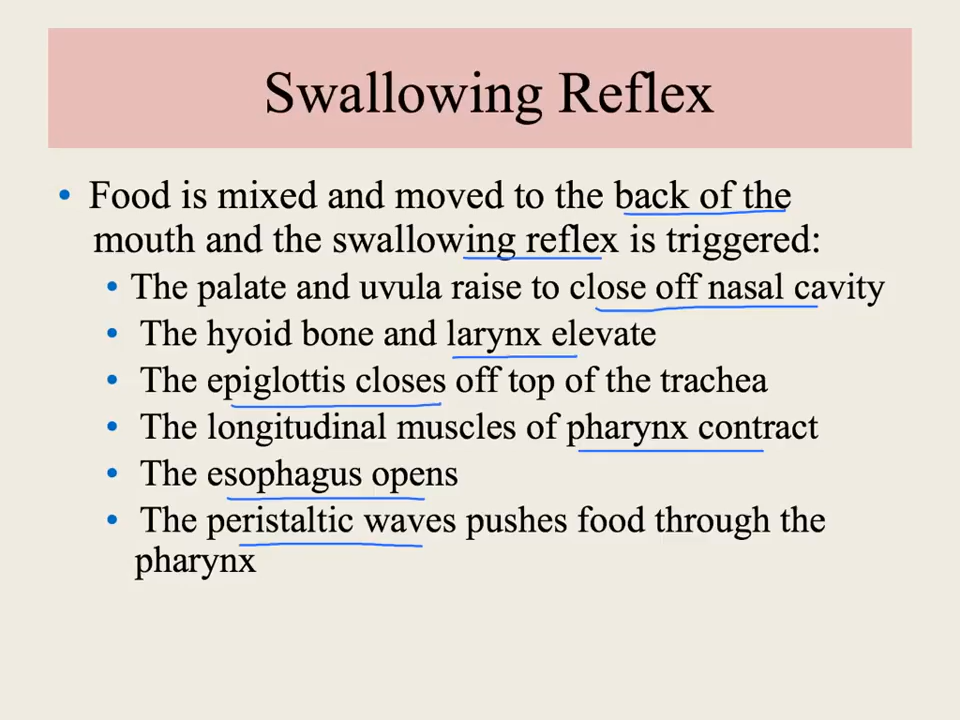 Swallowing Reflex
• Food is mixed and moved to the back of the
mouth and the swallowing reflex is triggered:
• The palate and uvula raise to close off nasal cavity
• The hyoid bone and larynx elevate
• The epiglottis closes off top of the trachea
• The longitudinal muscles of pharynx contract
• The esophagus opens
• The peristaltic waves pushes food through the
pharynx